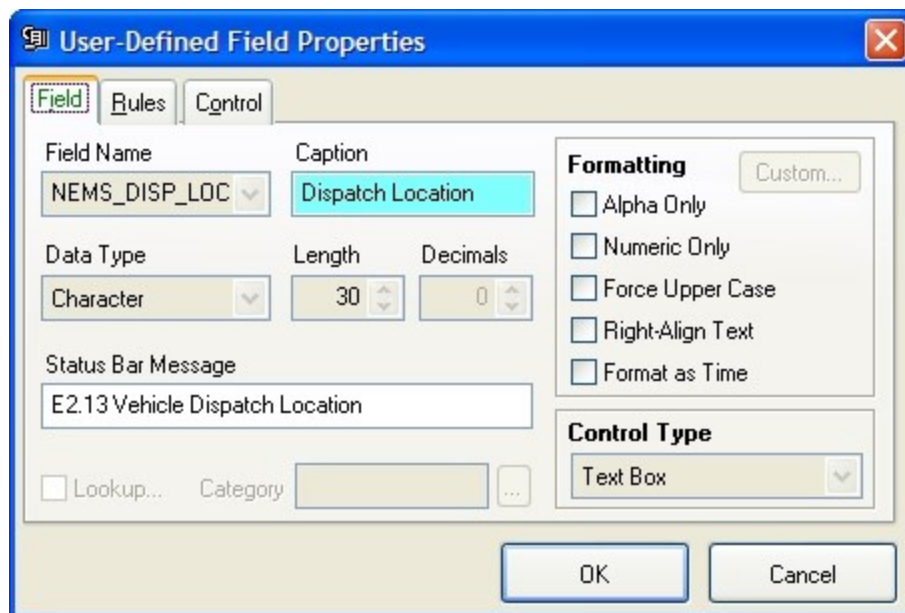 User-Defined Field Properties
Field Rules Control
Field Name Caption
NEMS_DISP_LOC Dispatch Location
Data Type Length Decimals
Character 30 0
Status Bar Message
E2.13 Vehicle Dispatch Location
Lookup... Category ...
Formatting Custom...
Alpha Only
Numeric Only
Force Upper Case
Right-Align Text
Format as Time
Control Type
Text Box
OK Cancel